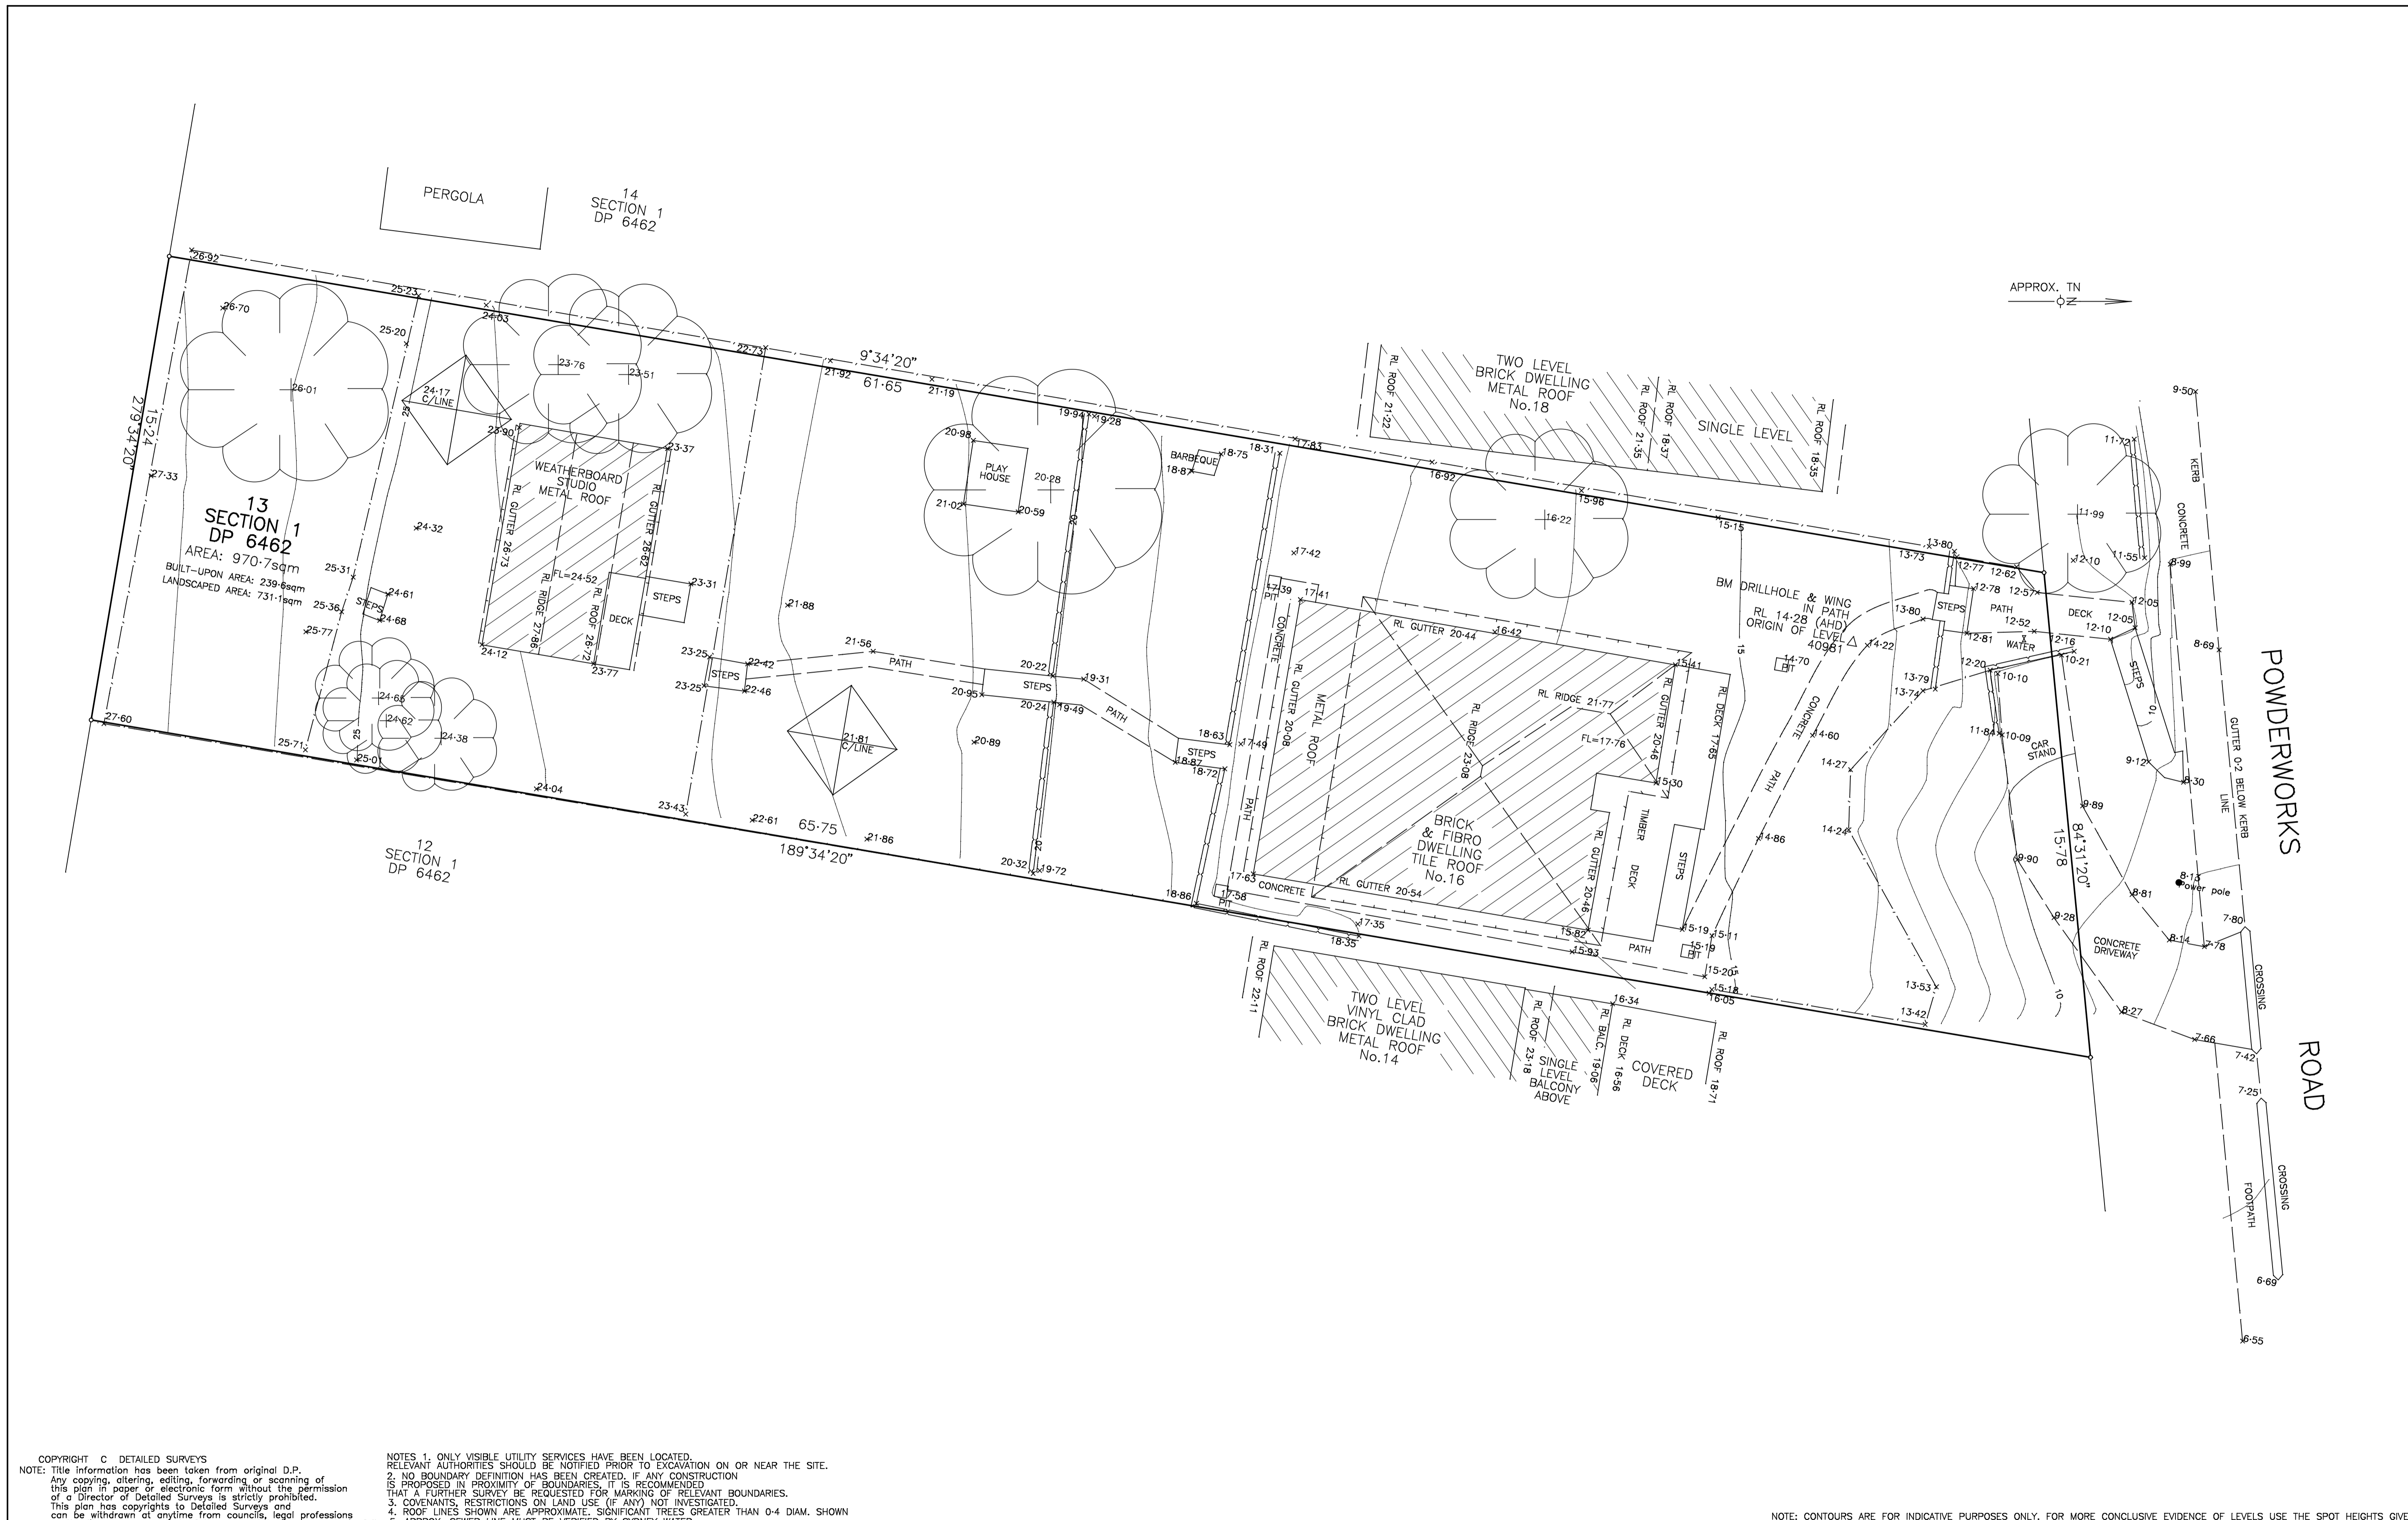 PERGOLA
14
SECTION 1
DP 6462
APPROX. TN
26·92
25·23
24·03
22·73
21·92
9°34'20"
61·65
21·19
26·70
25·20
26·01
24·17
C/LINE
23·76
23·51
279°34'20"
15·24
27·33
13
SECTION 1
DP 6462
AREA: 970·7sqm
BUILT-UPON AREA: 239·6sqm
LANDSCAPED AREA: 731·1sqm
25
23·90
23·37
WEATHERBOARD
STUDIO
METAL ROOF
RL GUTTER 26·73
RL GUTTER 26·62
RL RIDGE 27·86
RL ROOF 26·72
FL=24·52
DECK
STEPS
23·31
24·32
25·31
25·36
25·77
STEPS
24·61
24·68
24·12
23·77
24·62
24·38
25
25·71
25·01
27·60
24·04
23·43
22·61
21·86
65·75
189°34'20"
12
SECTION 1
DP 6462
21·88
23·25
22·42
STEPS
23·25
22·46
21·56
PATH
21·81
C/LINE
20·98
PLAY
HOUSE
20·28
21·02
20·59
19·94
19·28
20
20·22
STEPS
20·95
20·24
19·31
19·49
PATH
20·89
20
20·32
19·72
BARBEQUE
18·75
18·87
18·31
17·83
17·42
17·39
PIT
17·41
CONCRETE
PATH
18·63
17·49
STEPS
18·87
18·72
18·86
17·63
17·58
PIT
CONCRETE
18·35
17·35
RL GUTTER 20·08
METAL ROOF
RL GUTTER 20·44
16·42
RL RIDGE 23·08
RL RIDGE 21·77
FL=17·76
RL GUTTER 20·46
RL DECK 17·65
15·41
15·30
BRICK
& FIBRO
DWELLING
TILE ROOF
No.16
RL GUTTER 20·54
RL GUTTER 20·46
TIMBER
DECK
STEPS
15·82
15·93
PATH
15·19
15·11
15·19
PIT
15·20
15
15·18
16·05
16·92
15·96
16·22
15·15
15
RL ROOF 21·22
TWO LEVEL
BRICK DWELLING
METAL ROOF
No.18
RL ROOF 21·35
RL ROOF 18·37
SINGLE LEVEL
RL ROOF 18·35
RL ROOF 22·11
TWO LEVEL
VINYL CLAD
BRICK DWELLING
METAL ROOF
No.14
RL ROOF 23·18
SINGLE
LEVEL
BALCONY
ABOVE
RL BALC. 19·06
16·34
RL DECK 16·56
COVERED
DECK
RL ROOF 18·71
BM DRILLHOLE & WING
IN PATH
RL 14·28 (AHD)
ORIGIN OF LEVEL
40981
14·70
PIT
14·22
CONCRETE
PATH
14·60
14·86
14·27
14·24
13·53
13·42
13·80
13·73
13·80
12·77
12·62
12·78
12·57
STEPS
PATH
12·52
12·81
WATER
12·16
13·79
13·74
12·20
10·21
10·10
11·84
10·09
CAR
STAND
DECK
12·05
12·05
12·10
STEPS
10
11·72
11·99
12·10
11·55
9·50
KERB
CONCRETE
8·99
8·69
GUTTER 0·2 BELOW KERB
LINE
9·12
8·30
9·89
9·90
84°31'20"
15·78
9·28
8·81
8·13
Power pole
7·80
8·14
7·78
CONCRETE
DRIVEWAY
10
8·27
7·66
7·42
CROSSING
7·25
CROSSING
FOOTPATH
6·69
6·55
POWDERWORKS
ROAD
COPYRIGHT C DETAILED SURVEYS
NOTE: Title information has been taken from original D.P.
Any copying, altering, editing, forwarding or scanning of
this plan in paper or electronic form without the permission
of a Director of Detailed Surveys is strictly prohibited.
This plan has copyrights to Detailed Surveys and
can be withdrawn at anytime from councils, legal professions
NOTES 1. ONLY VISIBLE UTILITY SERVICES HAVE BEEN LOCATED.
RELEVANT AUTHORITIES SHOULD BE NOTIFIED PRIOR TO EXCAVATION ON OR NEAR THE SITE.
2. NO BOUNDARY DEFINITION HAS BEEN CREATED. IF ANY CONSTRUCTION
IS PROPOSED IN PROXIMITY OF BOUNDARIES, IT IS RECOMMENDED
THAT A FURTHER SURVEY BE REQUESTED FOR MARKING OF RELEVANT BOUNDARIES.
3. COVENANTS, RESTRICTIONS ON LAND USE (IF ANY) NOT INVESTIGATED.
4. ROOF LINES SHOWN ARE APPROXIMATE. SIGNIFICANT TREES GREATER THAN 0·4 DIAM. SHOWN
5. APPROX. SEWER LINE MUST BE VERIFIED BY SYDNEY WATER
NOTE: CONTOURS ARE FOR INDICATIVE PURPOSES ONLY. FOR MORE CONCLUSIVE EVIDENCE OF LEVELS USE THE SPOT HEIGHTS